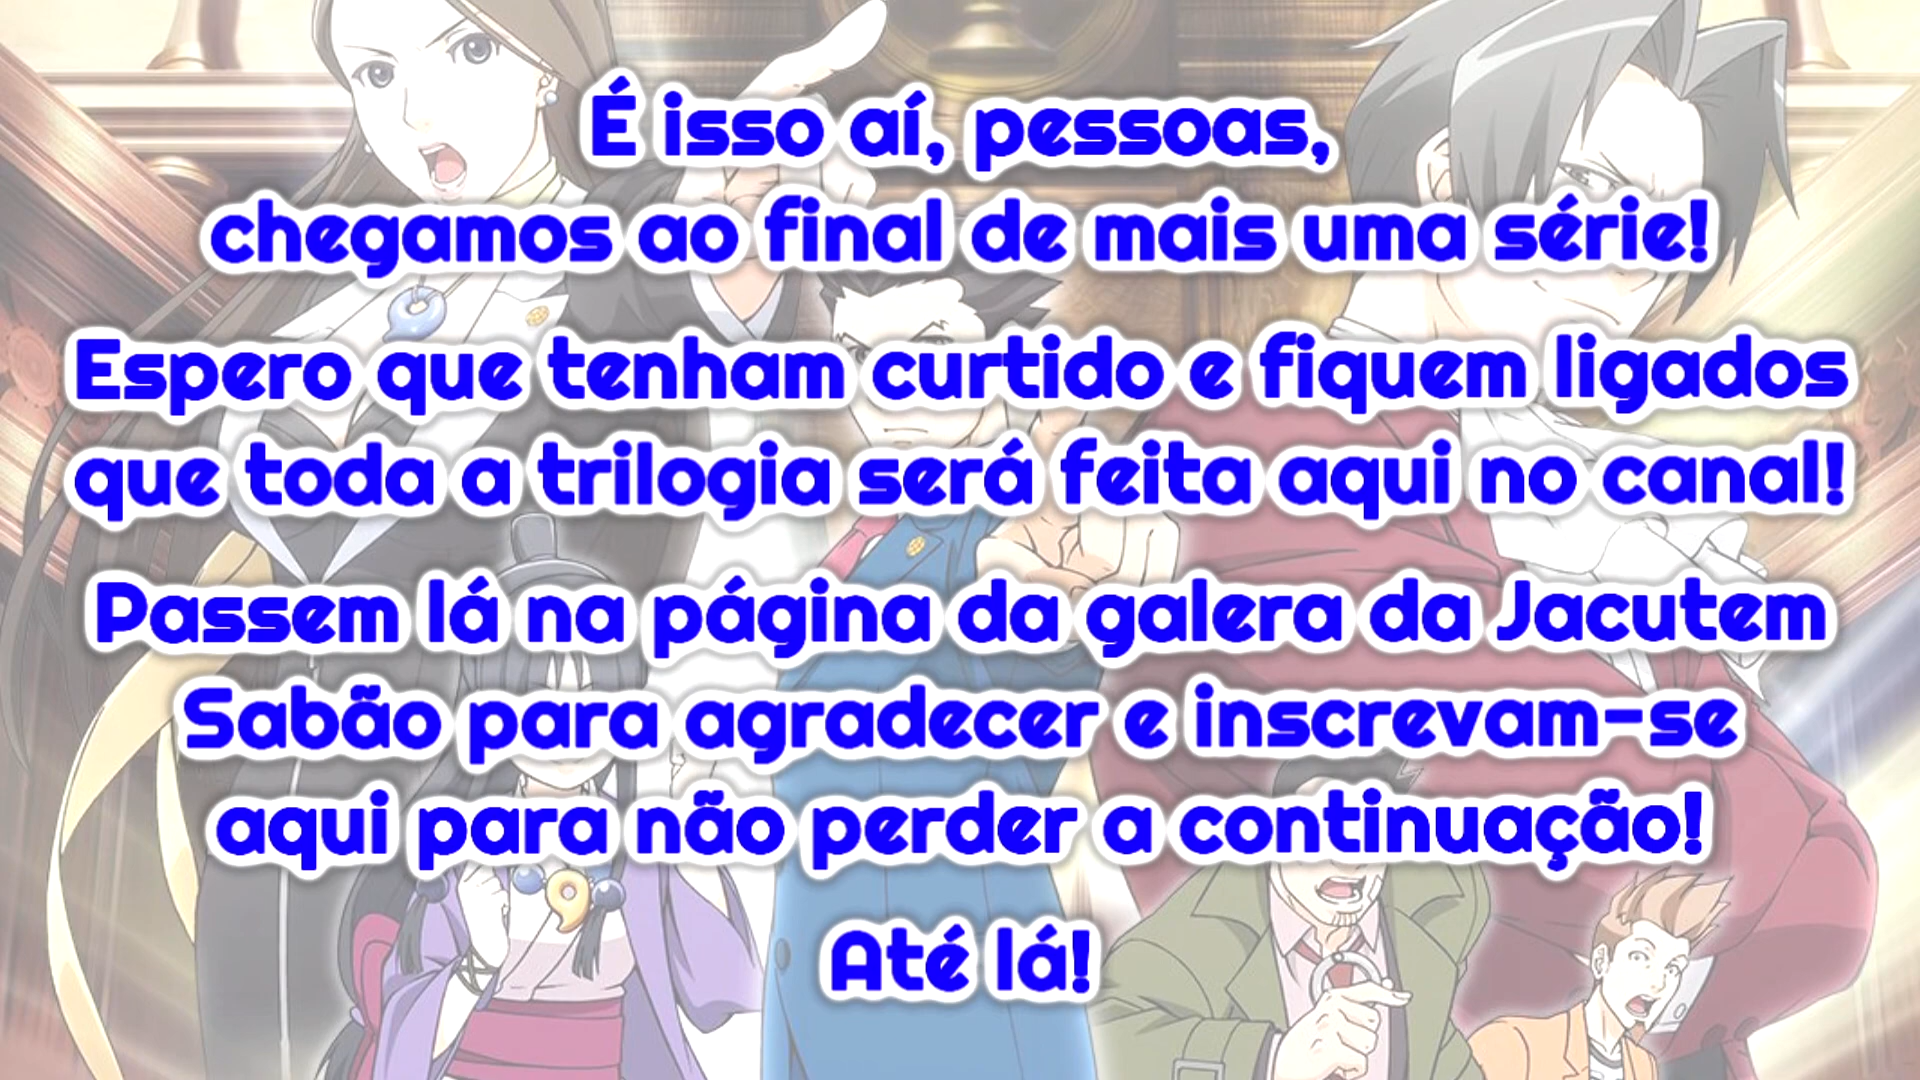 É isso aí, pessoas,
chegamos ao final de mais uma série!
Espero que tenham curtido e fiquem ligados
que toda a trilogia será feita aqui no canal!
Passem lá na página da galera da Jacutem
Sabão para agradecer e inscrevam-se
aqui para não perder a continuação!
Até lá!